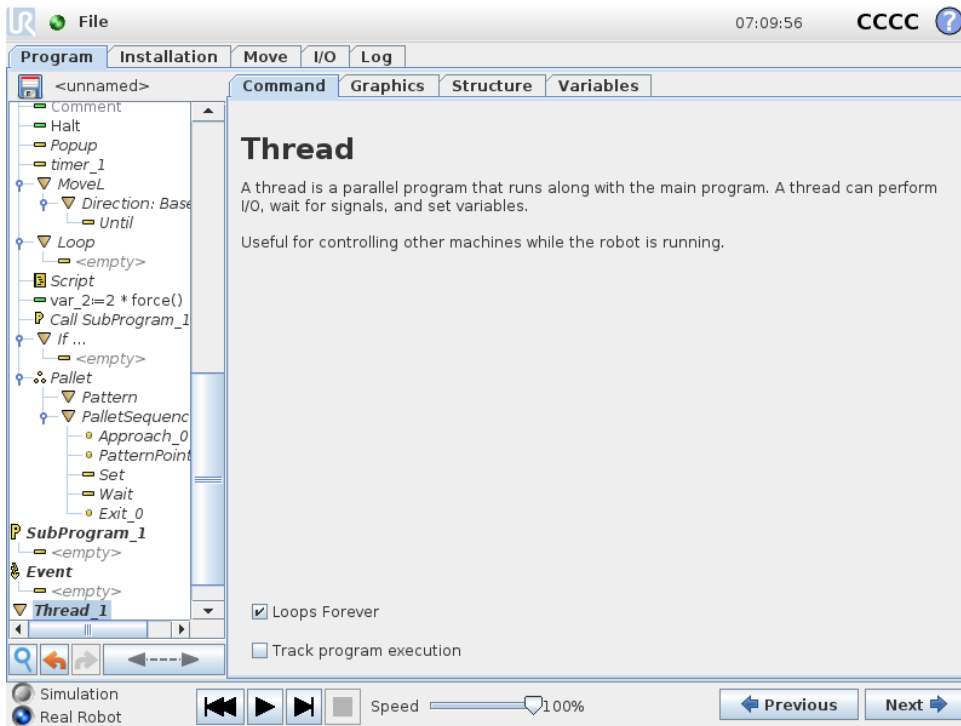 UR File 07:09:56 CCCC ?
Program Installation Move I/O Log
<unnamed>
Command Graphics Structure Variables
Comment
Halt
Popup
timer_1
MoveL
Direction: Base
Until
Loop
<empty>
Script
var_2:=2 * force()
P Call SubProgram_1
If ...
<empty>
Pallet
Pattern
PalletSequenc
Approach_0
PatternPoint
Set
Wait
Exit_0
P SubProgram_1
<empty>
Event
<empty>
Thread_1
Thread
A thread is a parallel program that runs along with the main program. A thread can perform
I/O, wait for signals, and set variables.
Useful for controlling other machines while the robot is running.
Loops Forever
Track program execution
Simulation
Real Robot
Speed 100%
Previous Next